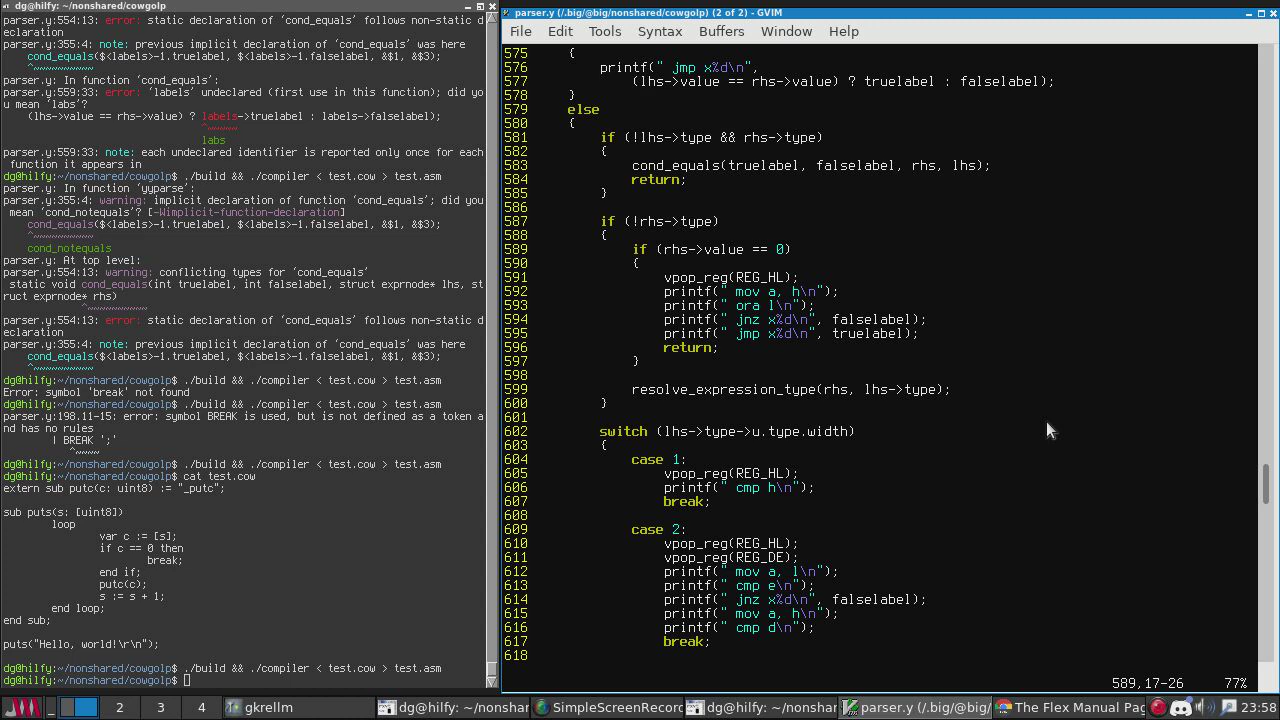 dg@hilfy: ~/nonshared/cowgolp
parser.y:554:13: error: static declaration of ‘cond_equals’ follows non-static d
eclaration
parser.y:355:4: note: previous implicit declaration of ‘cond_equals’ was here
cond_equals($<labels>-1.truelabel, $<labels>-1.falselabel, &$1, &$3);
^~~~~~~~~~~
parser.y: In function ‘cond_equals’:
parser.y:559:33: error: ‘labels’ undeclared (first use in this function); did yo
u mean ‘labs’?
(lhs->value == rhs->value) ? labels->truelabel : labels->falselabel);
^~~~~~
labs
parser.y:559:33: note: each undeclared identifier is reported only once for each
function it appears in
dg@hilfy:~/nonshared/cowgolp$ ./build && ./compiler < test.cow > test.asm
parser.y: In function ‘yyparse’:
parser.y:355:4: warning: implicit declaration of function ‘cond_equals’; did you
mean ‘cond_notequals’? [-Wimplicit-function-declaration]
cond_equals($<labels>-1.truelabel, $<labels>-1.falselabel, &$1, &$3);
^~~~~~~~~~~
cond_notequals
parser.y: At top level:
parser.y:554:13: warning: conflicting types for ‘cond_equals’
static void cond_equals(int truelabel, int falselabel, struct exprnode* lhs, st
ruct exprnode* rhs)
^~~~~~~~~~~
parser.y:554:13: error: static declaration of ‘cond_equals’ follows non-static d
eclaration
parser.y:355:4: note: previous implicit declaration of ‘cond_equals’ was here
cond_equals($<labels>-1.truelabel, $<labels>-1.falselabel, &$1, &$3);
^~~~~~~~~~~
dg@hilfy:~/nonshared/cowgolp$ ./build && ./compiler < test.cow > test.asm
Error: symbol 'break' not found
dg@hilfy:~/nonshared/cowgolp$ ./build && ./compiler < test.cow > test.asm
parser.y:198.11-15: error: symbol BREAK is used, but is not defined as a token a
nd has no rules
| BREAK ';'
^~~~~
dg@hilfy:~/nonshared/cowgolp$ ./build && ./compiler < test.cow > test.asm
dg@hilfy:~/nonshared/cowgolp$ cat test.cow
extern sub putc(c: uint8) := "_putc";
sub puts(s: [uint8])
loop
var c := [s];
if c == 0 then
break;
end if;
putc(c);
s := s + 1;
end loop;
end sub;
puts("Hello, world!\r\n");
dg@hilfy:~/nonshared/cowgolp$ ./build && ./compiler < test.cow > test.asm
dg@hilfy:~/nonshared/cowgolp$
parser.y (/.big/@big/nonshared/cowgolp) (2 of 2) - GVIM
File Edit Tools Syntax Buffers Window Help
575 {
576 printf(" jmp x%d\n",
577 (lhs->value == rhs->value) ? truelabel : falselabel);
578 }
579 else
580 {
581 if (!lhs->type && rhs->type)
582 {
583 cond_equals(truelabel, falselabel, rhs, lhs);
584 return;
585 }
586
587 if (!rhs->type)
588 {
589 if (rhs->value == 0)
590 {
591 vpop_reg(REG_HL);
592 printf(" mov a, h\n");
593 printf(" ora l\n");
594 printf(" jnz x%d\n", falselabel);
595 printf(" jmp x%d\n", truelabel);
596 return;
597 }
598
599 resolve_expression_type(rhs, lhs->type);
600 }
601
602 switch (lhs->type->u.type.width)
603 {
604 case 1:
605 vpop_reg(REG_HL);
606 printf(" cmp h\n");
607 break;
608
609 case 2:
610 vpop_reg(REG_HL);
611 vpop_reg(REG_DE);
612 printf(" mov a, l\n");
613 printf(" cmp e\n");
614 printf(" jnz x%d\n", falselabel);
615 printf(" mov a, h\n");
616 printf(" cmp d\n");
617 break;
618
589,17-26 77%
2 3 4 gkrellm dg@hilfy: ~/nonshar SimpleScreenRecor dg@hilfy: ~/nonshar parser.y (/.big/@big/ The Flex Manual Pag 23:58